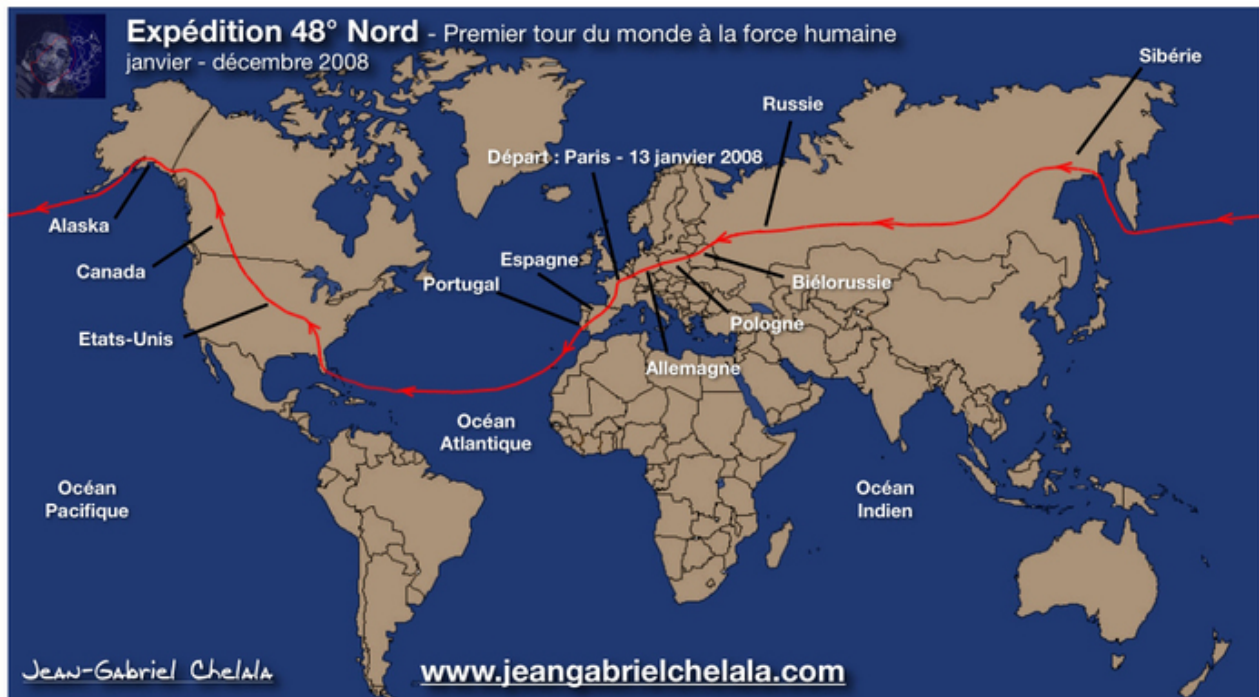 Expédition 48° Nord - Premier tour du monde à la force humaine
janvier - décembre 2008
Sibérie
Russie
Départ : Paris - 13 janvier 2008
Alaska
Canada
Espagne
Portugal
Biélorussie
Etats-Unis
Pologne
Allemagne
Océan
Atlantique
Océan
Pacifique
Océan
Indien
Jean-Gabriel Chelala
www.jeangabrielchelala.com